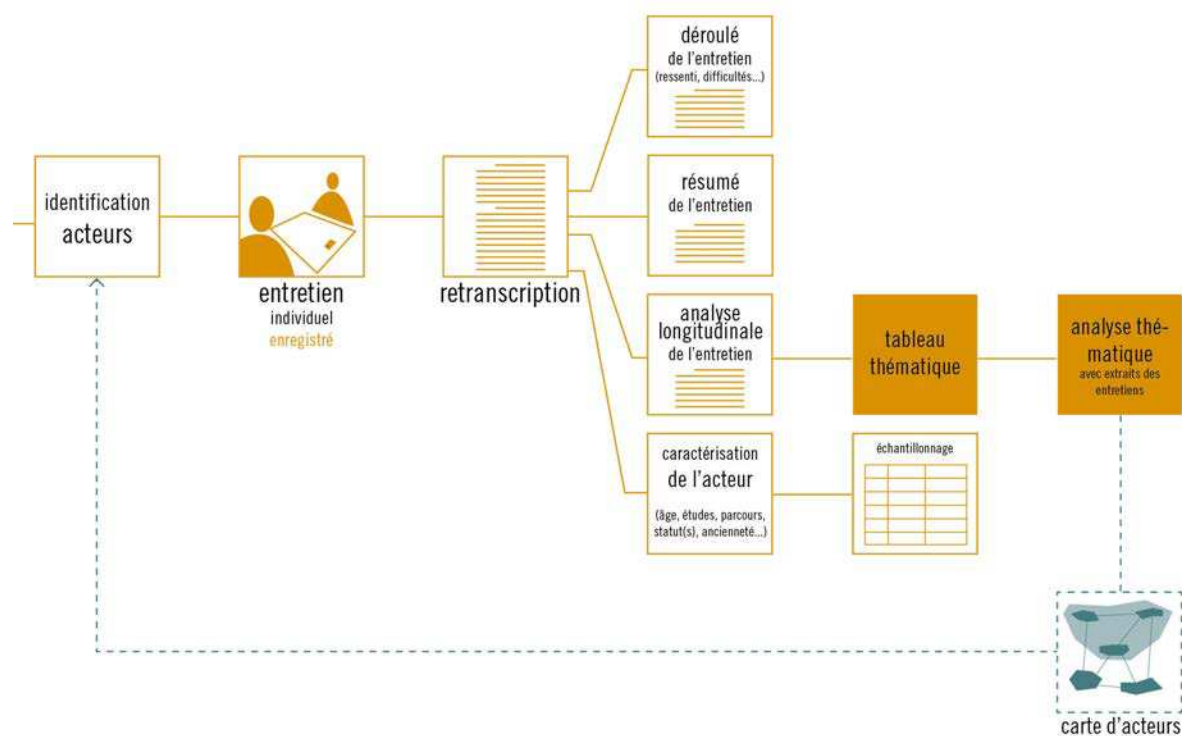 identification
acteurs
entretien
individuel
enregistré
retranscription
déroulé
de l'entretien
(ressenti, difficultés...)
résumé
de l'entretien
analyse
longitudinale
de l'entretien
caractérisation
de l'acteur
(âge, études, parcours,
statut(s), ancienneté...)
tableau
thématique
échantillonnage
analyse thé-
matique
avec extraits des
entretiens
carte d'acteurs